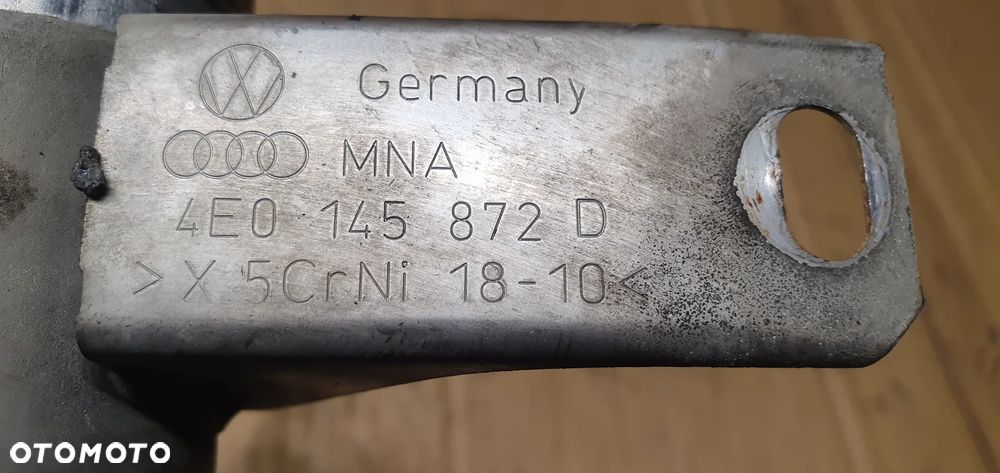 Germany
MNA
4E0 145 872 D
>X 5CrNi 18-10<
OTOMOTO